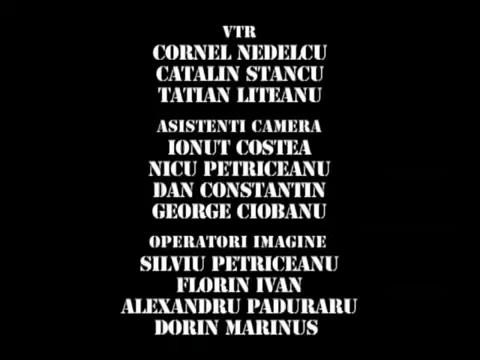 VTR
CORNEL NEDELCU
CATALIN STANCU
TATIAN LITEANU
ASISTENTI CAMERA
IONUT COSTEA
NICU PETRICEANU
DAN CONSTANTIN
GEORGE CIOBANU
OPERATORI IMAGINE
SILVIU PETRICEANU
FLORIN IVAN
ALEXANDRU PADURARU
DORIN MARINUS